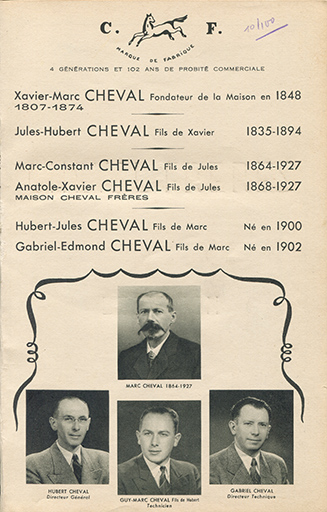 C. F.
MARQUE DE FABRIQUE
10/100
4 GÉNÉRATIONS ET 102 ANS DE PROBITÉ COMMERCIALE
Xavier-Marc CHEVAL Fondateur de la Maison en 1848
1807-1874
Jules-Hubert CHEVAL Fils de Xavier 1835-1894
Marc-Constant CHEVAL Fils de Jules 1864-1927
Anatole-Xavier CHEVAL Fils de Jules 1868-1927
MAISON CHEVAL FRÈRES
Hubert-Jules CHEVAL Fils de Marc Né en 1900
Gabriel-Edmond CHEVAL Fils de Marc Né en 1902
MARC CHEVAL 1864-1927
HUBERT CHEVAL
Directeur Général
GUY-MARC CHEVAL Fils de Hubert
Technicien
GABRIEL CHEVAL
Directeur Technique